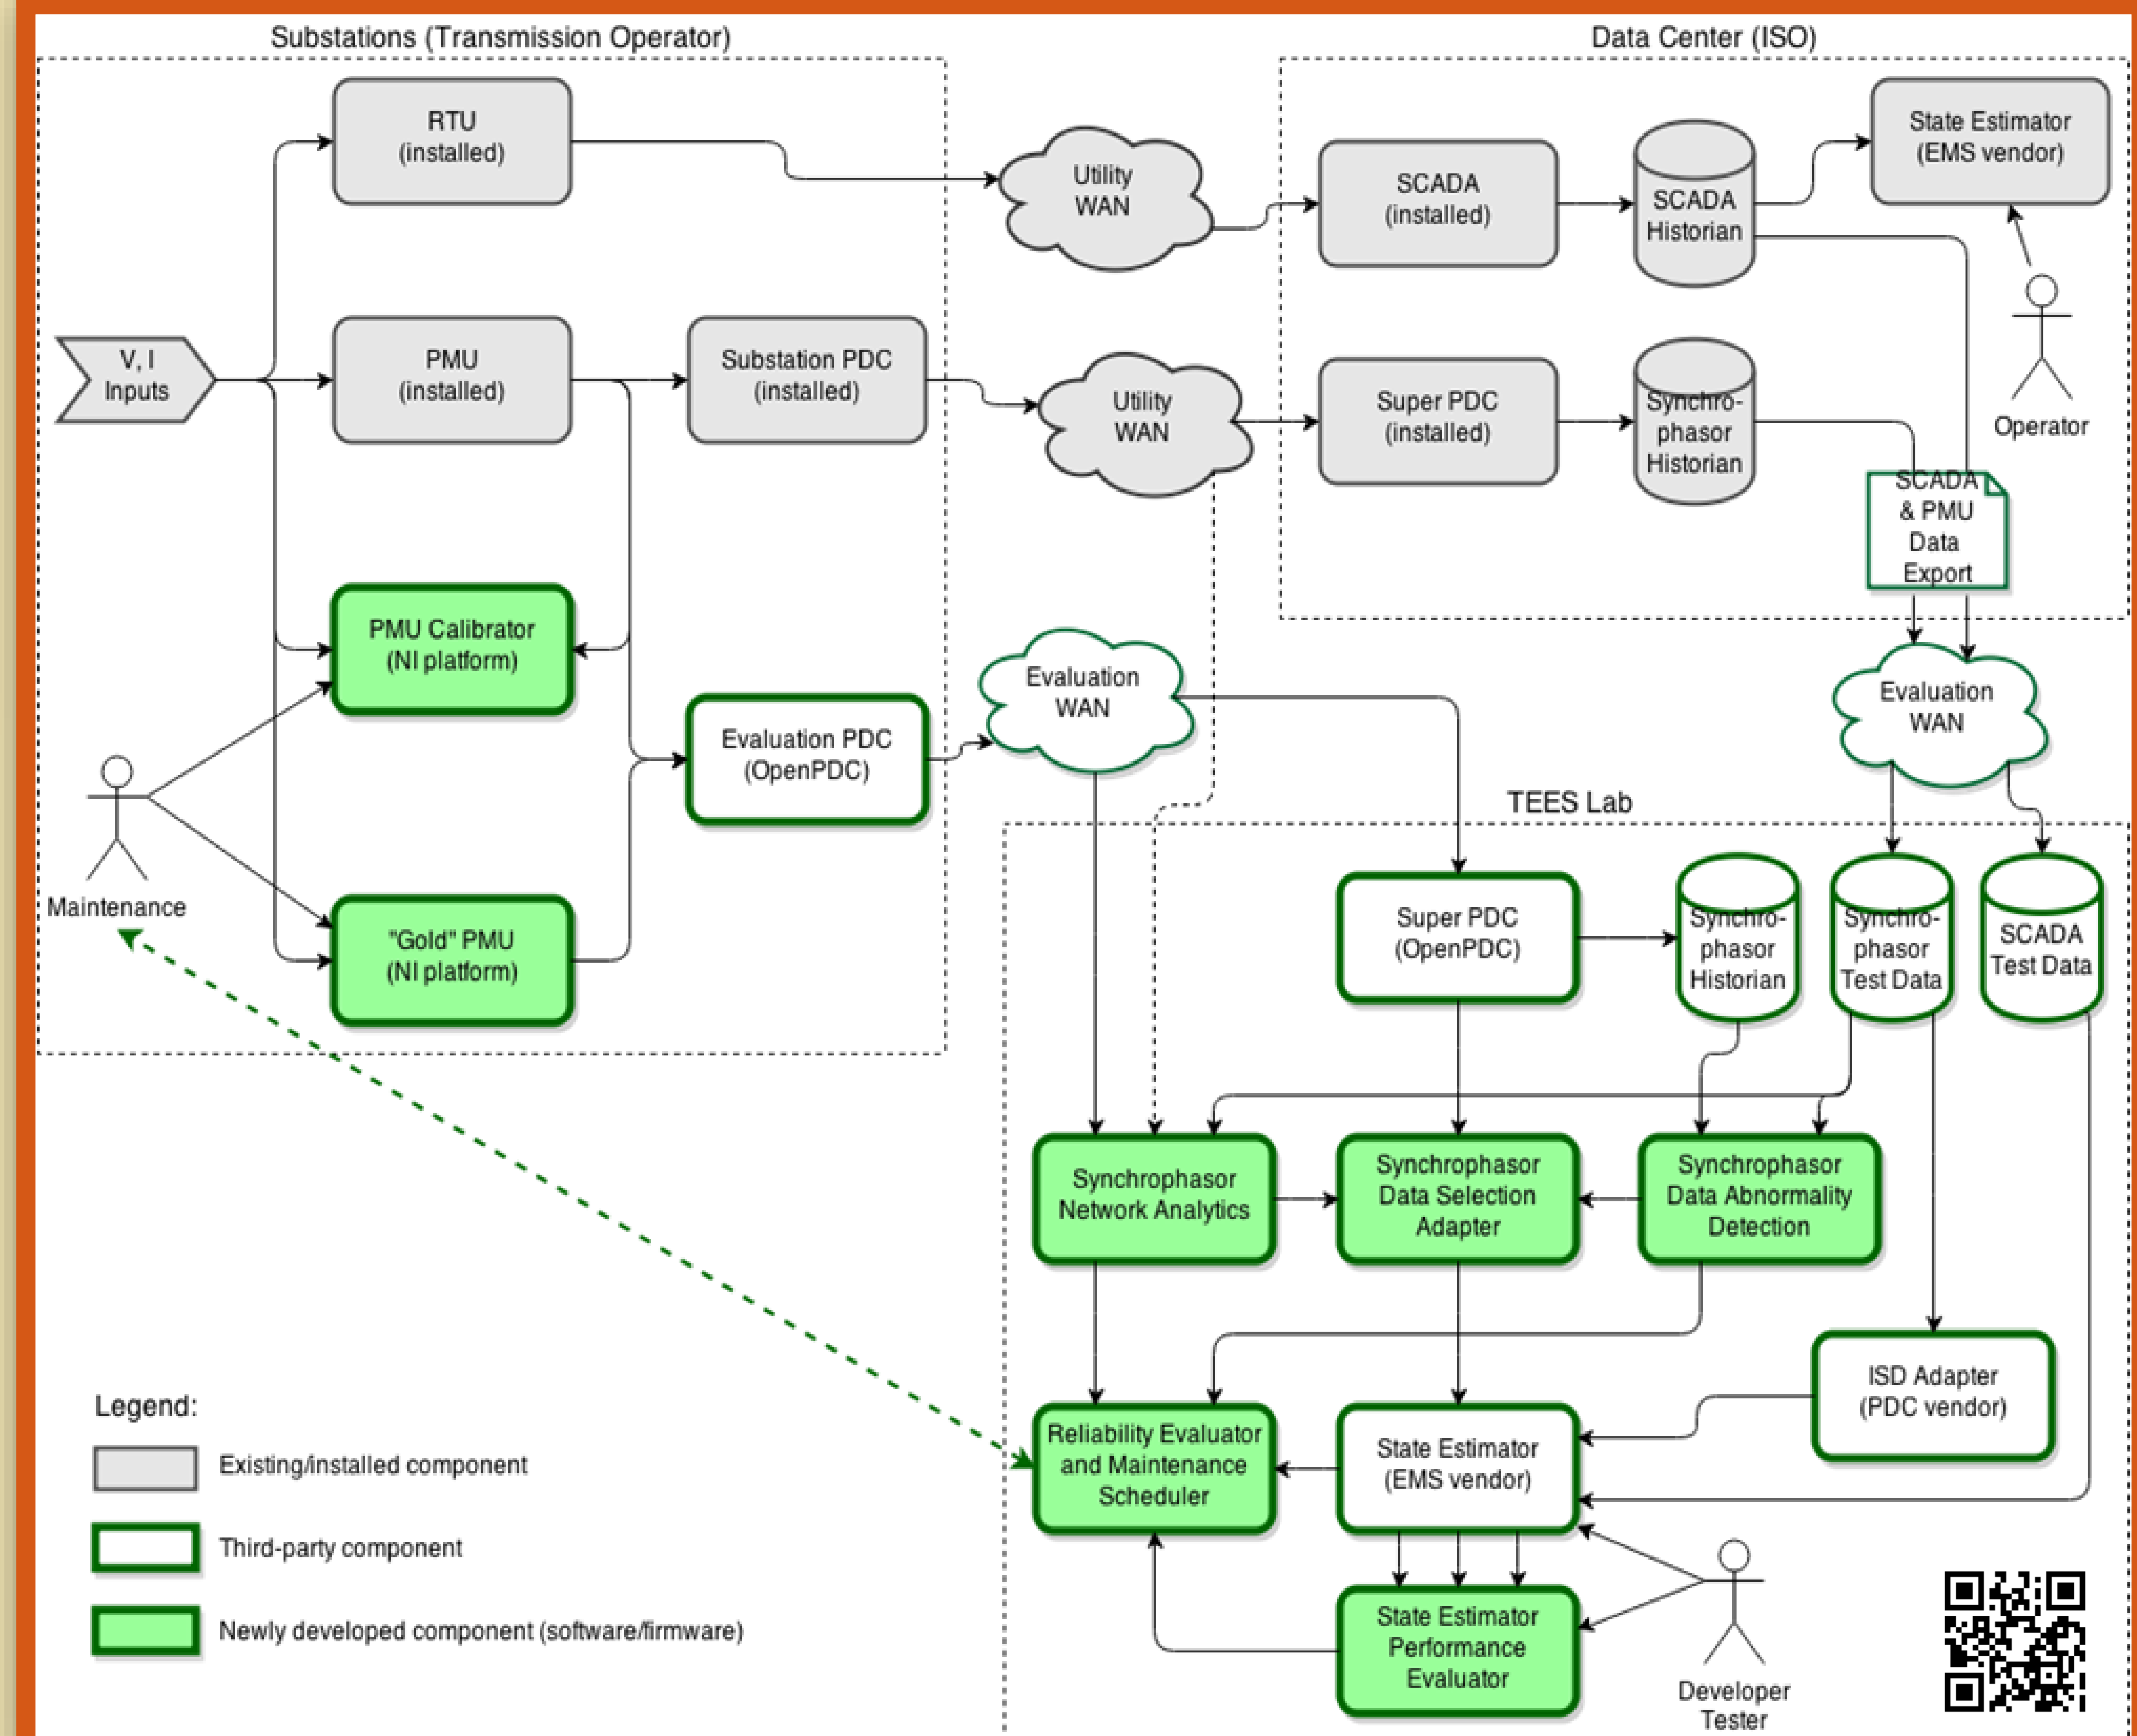 Substations (Transmission Operator)
Data Center (ISO)
RTU
(installed)
Utility
WAN
SCADA
(installed)
SCADA
Historian
State Estimator
(EMS vendor)
V, I
Inputs
PMU
(installed)
Substation PDC
(installed)
Utility
WAN
Super PDC
(installed)
Synchro-
phasor
Historian
Operator
SCADA
& PMU
Data
Export
PMU Calibrator
(NI platform)
Evaluation PDC
(OpenPDC)
Evaluation
WAN
Evaluation
WAN
Maintenance
"Gold" PMU
(NI platform)
TEES Lab
Super PDC
(OpenPDC)
Synchro-
phasor
Historian
Synchro-
phasor
Test Data
SCADA
Test Data
Synchrophasor
Network Analytics
Synchrophasor
Data Selection
Adapter
Synchrophasor
Data Abnormality
Detection
ISD Adapter
(PDC vendor)
Reliability Evaluator
and Maintenance
Scheduler
State Estimator
(EMS vendor)
State Estimator
Performance
Evaluator
Developer
Tester
Legend:
Existing/installed component
Third-party component
Newly developed component (software/firmware)